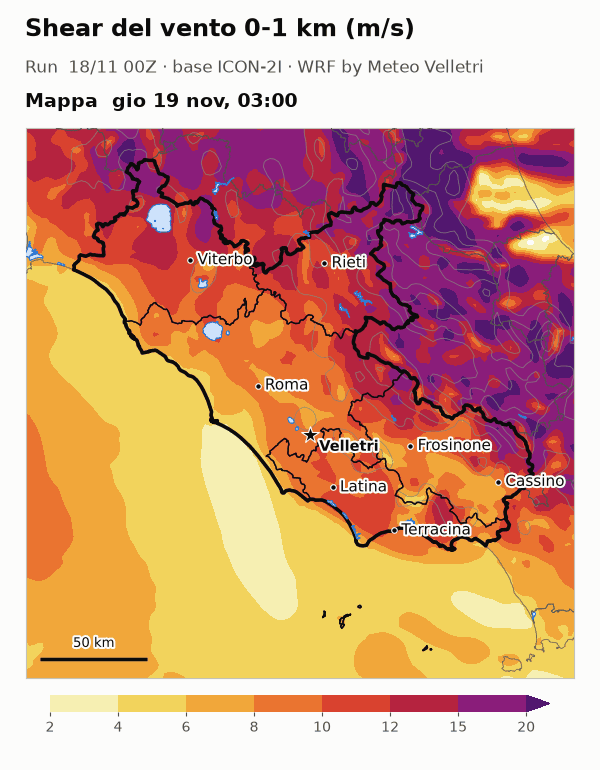 Shear del vento 0-1 km (m/s)
Run  18/11 00Z · base ICON-2I · WRF by Meteo Velletri
Mappa  gio 19 nov, 03:00
Viterbo
Rieti
Roma
Velletri
Frosinone
Latina
Cassino
Terracina
50 km
2 4 6 8 10 12 15 20